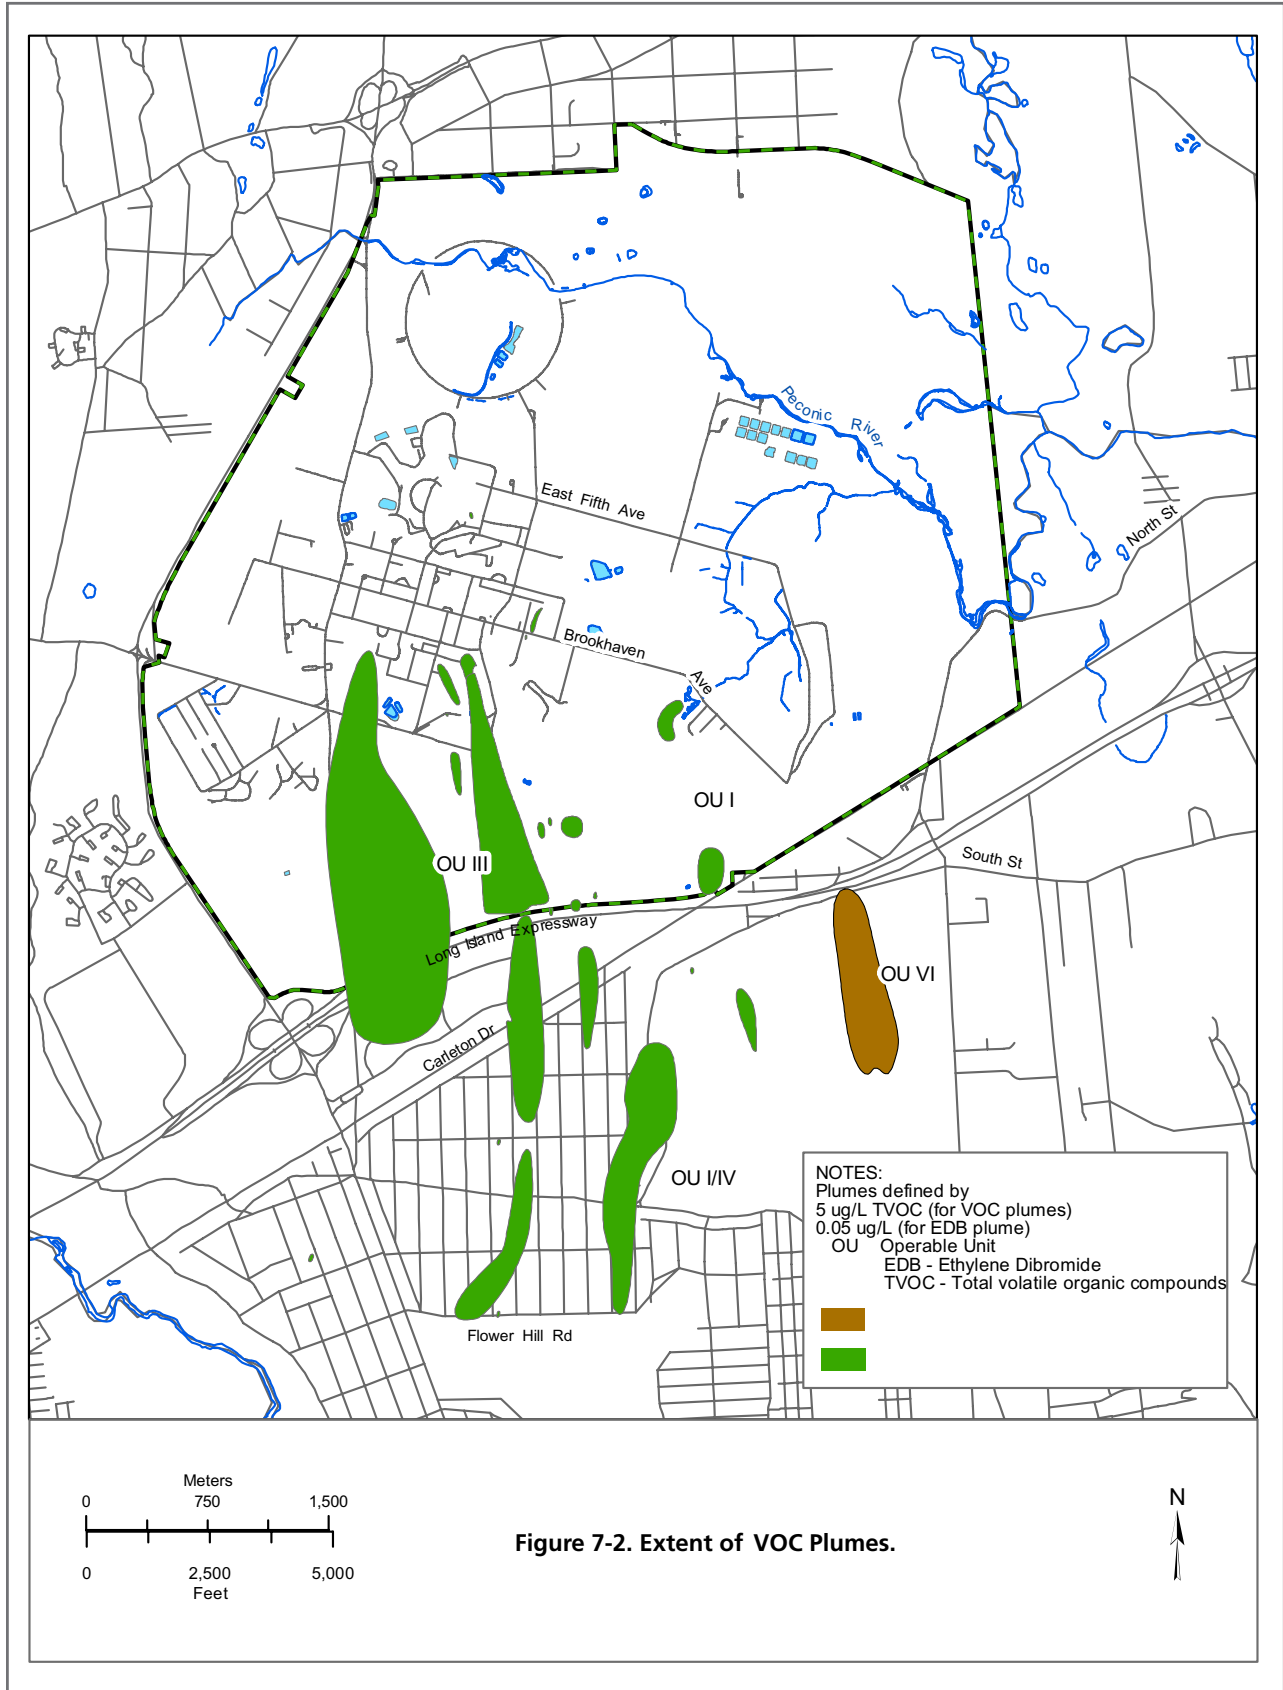 Peconic River
East Fifth Ave
North St
Brookhaven
Ave
OU I
OU III
South St
Long Island Expressway
OU VI
Carleton Dr
OU I/IV
NOTES:
Plumes defined by
5 ug/L TVOC (for VOC plumes)
0.05 ug/L (for EDB plume)
OU Operable Unit
EDB - Ethylene Dibromide
TVOC - Total volatile organic compounds
Flower Hill Rd
Meters
0 750 1,500
0 2,500 5,000
Feet
Figure 7-2. Extent of VOC Plumes.
N